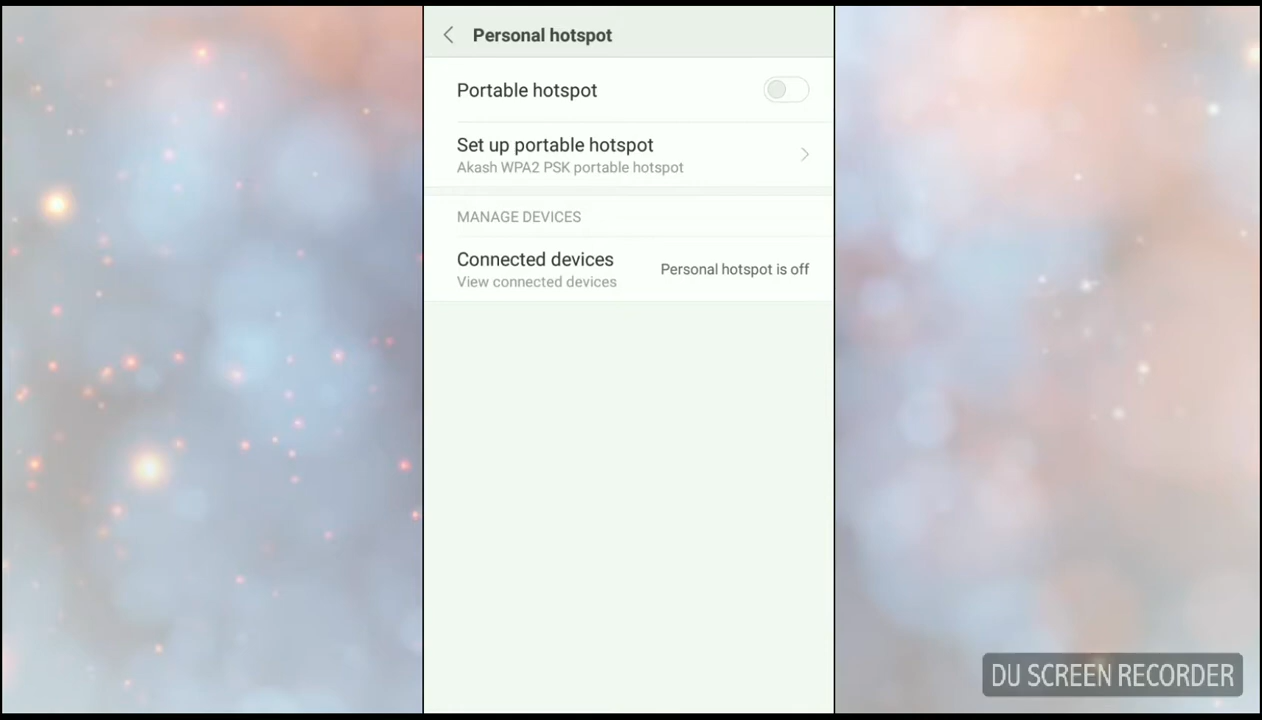 Personal hotspot
Portable hotspot
Set up portable hotspot
Akash WPA2 PSK portable hotspot
MANAGE DEVICES
Connected devices
View connected devices
Personal hotspot is off
DU SCREEN RECORDER